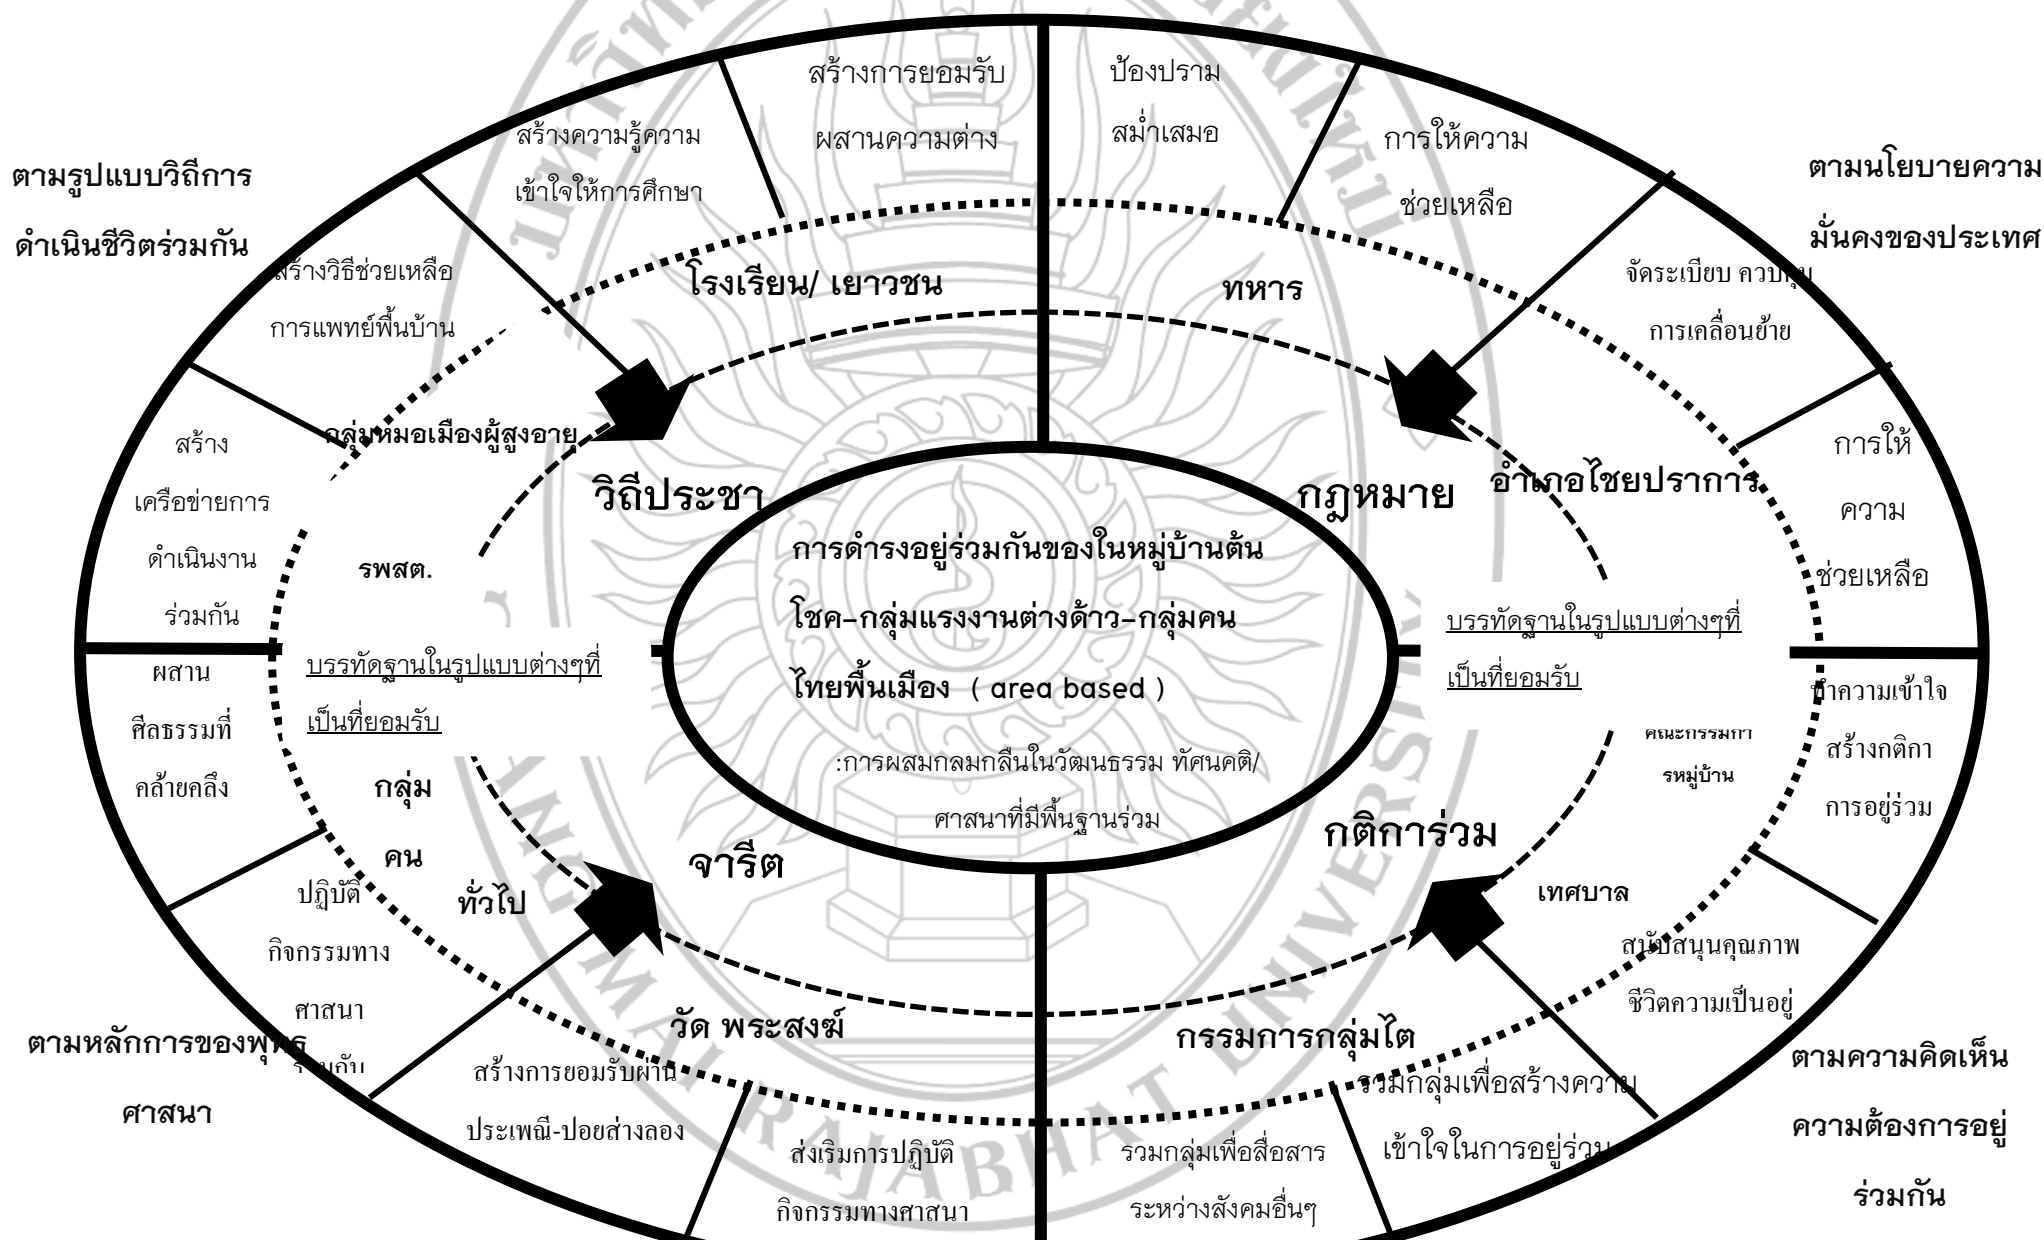 สร้างการยอมรับ
ผสานความต่าง
ป้องปราม
สม่ำเสมอ
สร้างความรู้ความ
เข้าใจให้การศึกษา
การให้ความ
ช่วยเหลือ
ตามรูปแบบวิถีการ
ดำเนินชีวิตร่วมกัน
ตามนโยบายความ
มั่นคงของประเทศ
สร้างวิธีช่วยเหลือ
การแพทย์พื้นบ้าน
โรงเรียน/ เยาวชน
ทหาร
จัดระเบียบ ควบคุม
การเคลื่อนย้าย
สร้าง
เครือข่ายการ
ดำเนินงาน
ร่วมกัน
กลุ่มหมอเมืองผู้สูงอายุ
รพสต.
วิถีประชา
กฎหมาย
อำเภอไชยปราการ
การให้
ความ
ช่วยเหลือ
การดำรงอยู่ร่วมกันของในหมู่บ้านต้น
โชค-กลุ่มแรงงานต่างด้าว-กลุ่มคน
ไทยพื้นเมือง ( area based )
:การผสมกลมกลืนในวัฒนธรรม ทัศนคติ/
ศาสนาที่มีพื้นฐานร่วม
บรรทัดฐานในรูปแบบต่างๆที่
เป็นที่ยอมรับ
บรรทัดฐานในรูปแบบต่างๆที่
เป็นที่ยอมรับ
ผสาน
ศีลธรรมที่
คล้ายคลึง
กลุ่ม
คน
ทั่วไป
จารีต
กติการ่วม
คณะกรรมกา
รหมู่บ้าน
ทำความเข้าใจ
สร้างกติกา
การอยู่ร่วม
เทศบาล
สนับสนุนคุณภาพ
ชีวิตความเป็นอยู่
ปฏิบัติ
กิจกรรมทาง
ศาสนา
ร่วมกับ
วัด พระสงฆ์
กรรมการกลุ่มไต
ตามหลักการของพุทธ
ศาสนา
สร้างการยอมรับผ่าน
ประเพณี-ปอยส่างลอง
ส่งเริมการปฏิบัติ
กิจกรรมทางศาสนา
รวมกลุ่มเพื่อสื่อสาร
ระหว่างสังคมอื่นๆ
รวมกลุ่มเพื่อสร้างความ
เข้าใจในการอยู่ร่วม
ตามความคิดเห็น
ความต้องการอยู่
ร่วมกัน
MAI RAJABHAT UNIVERSITY